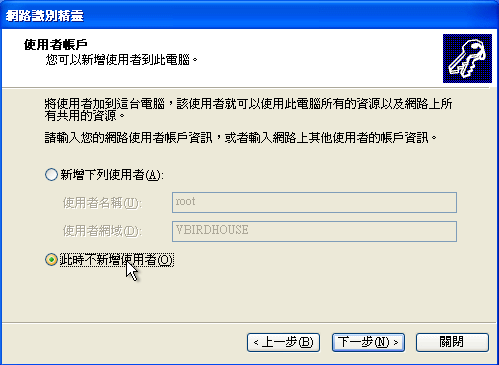 網路識別精靈
使用者帳戶
您可以新增使用者到此電腦。
將使用者加到這台電腦，該使用者就可以使用此電腦所有的資源以及網路上所
有共用的資源。
請輸入您的網路使用者帳戶資訊，或者輸入網路上其他使用者的帳戶資訊。
新增下列使用者(A):
使用者名稱(U): root
使用者網域(D): VBIRDHOUSE
此時不新增使用者(O)
<上一步(B) 下一步(N)> 關閉